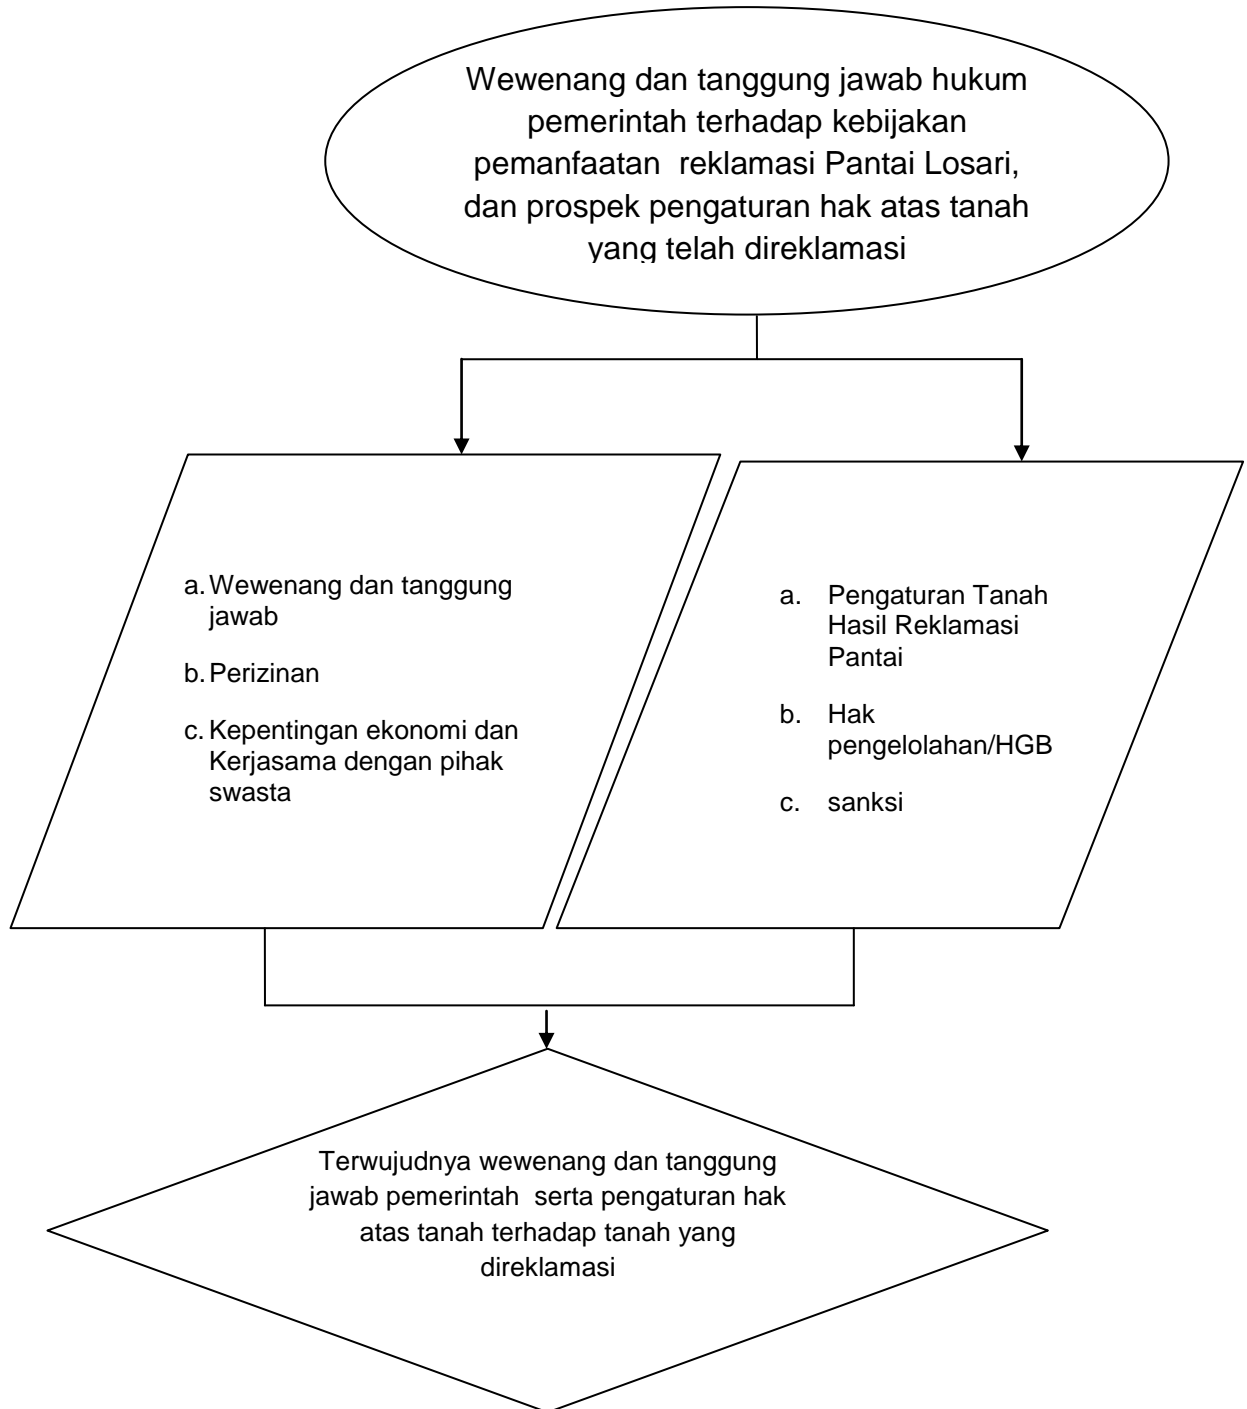 Wewenang dan tanggung jawab hukum
pemerintah terhadap kebijakan
pemanfaatan reklamasi Pantai Losari,
dan prospek pengaturan hak atas tanah
yang telah direklamasi
a. Wewenang dan tanggung
jawab
b. Perizinan
c. Kepentingan ekonomi dan
Kerjasama dengan pihak
swasta
a. Pengaturan Tanah
Hasil Reklamasi
Pantai
b. Hak
pengelolahan/HGB
c. sanksi
Terwujudnya wewenang dan tanggung
jawab pemerintah serta pengaturan hak
atas tanah terhadap tanah yang
direklamasi